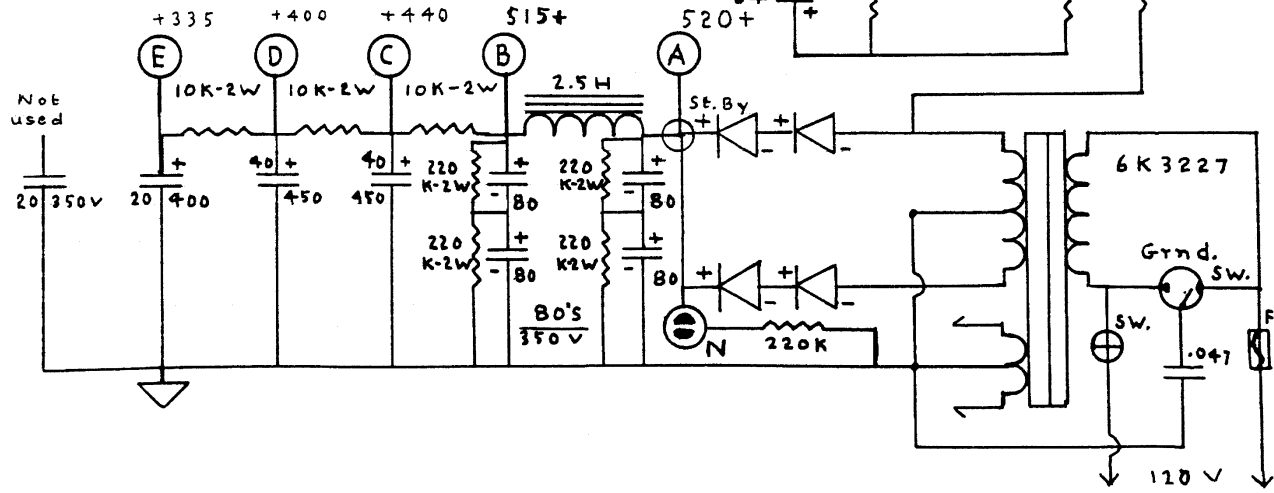 +335
+400
+440
515+
520+
+
E
D
C
B
A
Not
used
10K-2W
10K-2W
10K-2W
2.5H
St. By
+
-
+
-
20 350V
+
20 400
40 +
450
40 +
450
220
K-2W
+
-
80
220
K-2W
+
-
80
220
K-2W
+
-
80
220
K-2W
+
-
80
80'S
350V
+
-
+
-
N
220K
6K3227
Grnd.
SW.
SW.
.047
F
120V